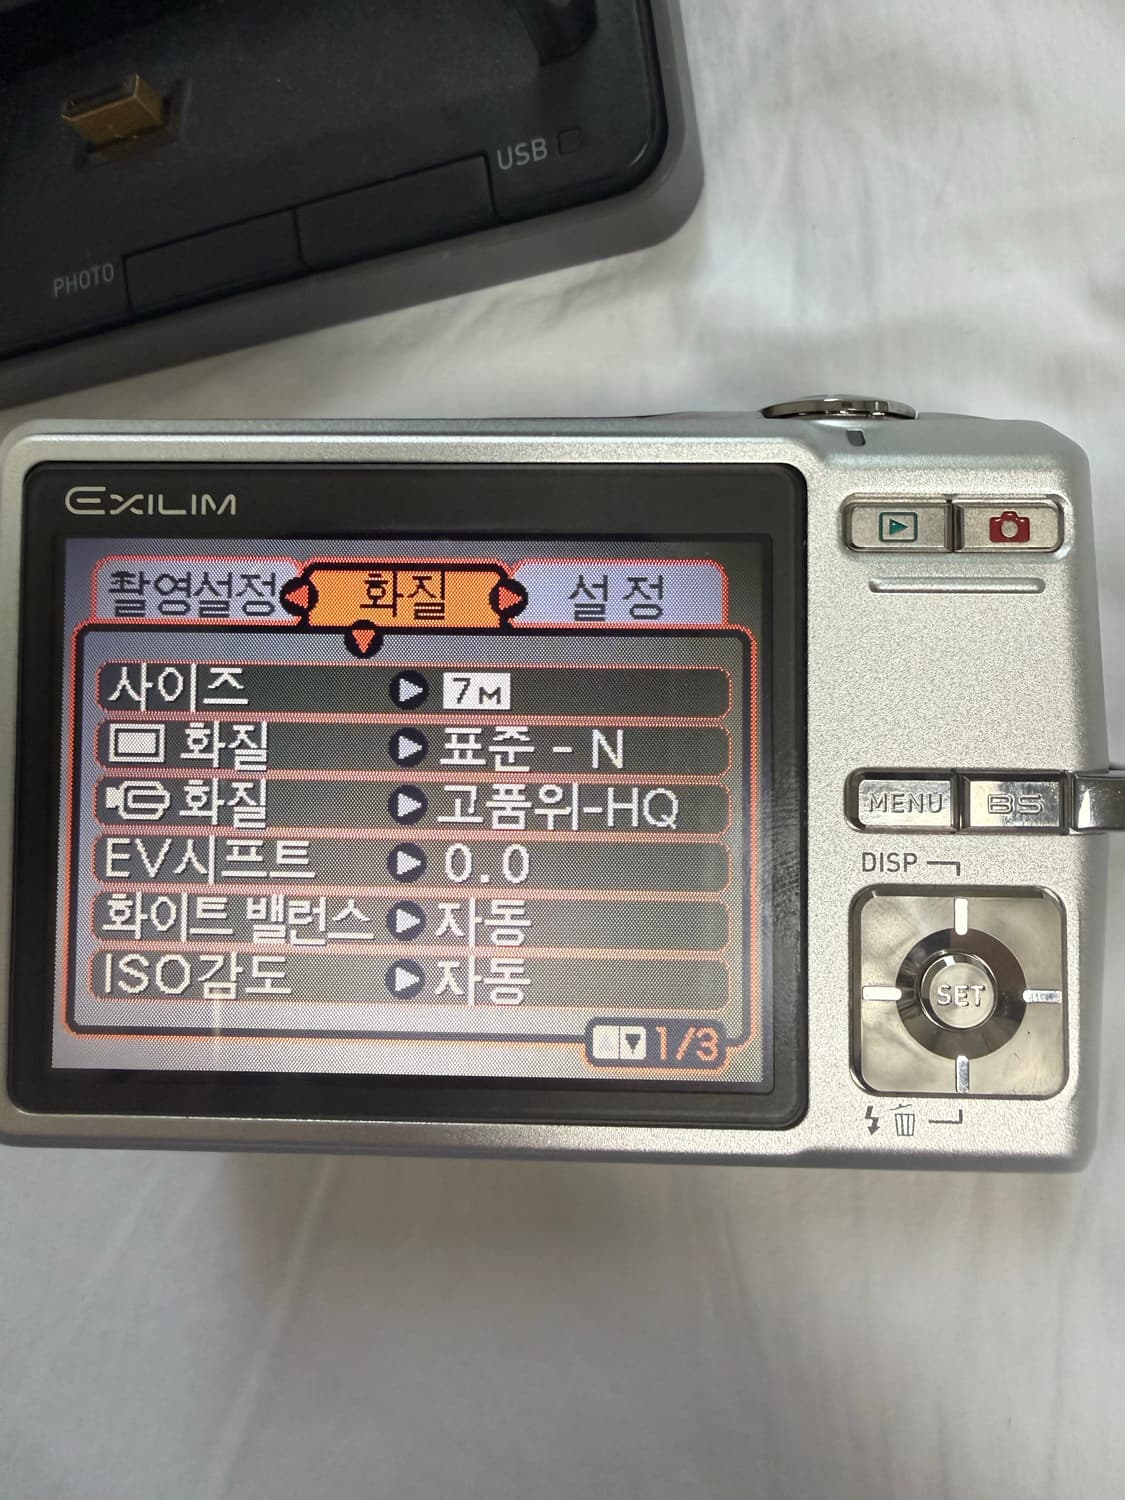 USB
PHOTO
EXILIM
촬영설정 화질 설정
사이즈 7M
화질 표준 - N
화질 고품위-HQ
EV시프트 0.0
화이트 밸런스 자동
ISO감도 자동
1/3
MENU BS
DISP
SET